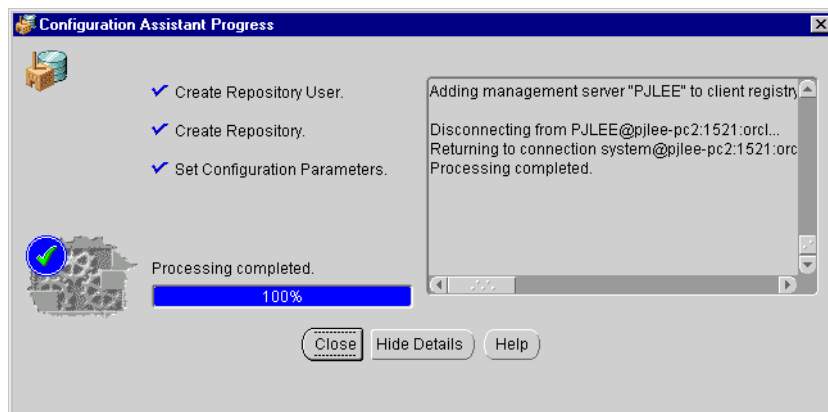 Configuration Assistant Progress
Create Repository User.
Create Repository.
Set Configuration Parameters.
Adding management server "PJLEE" to client registry
Disconnecting from PJLEE@pjlee-pc2:1521:orcl...
Returning to connection system@pjlee-pc2:1521:orc
Processing completed.
Processing completed.
100%
Close
Hide Details
Help